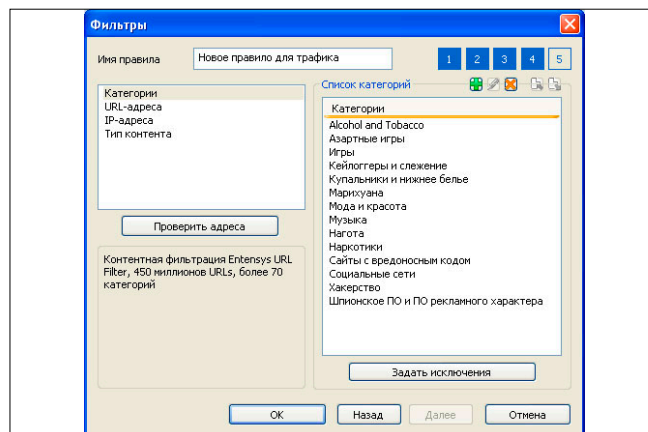 Фильтры
Имя правила
Новое правило для трафика
1 2 3 4 5
Категории
URL-адреса
IP-адреса
Тип контента
Проверить адреса
Контентная фильтрация Entensys URL
Filter, 450 миллионов URLs, более 70
категорий
Список категорий
Категории
Alcohol and Tobacco
Азартные игры
Игры
Кейлоггеры и слежение
Купальники и нижнее белье
Марихуана
Мода и красота
Музыка
Нагота
Наркотики
Сайты с вредоносным кодом
Социальные сети
Хакерство
Шпионское ПО и ПО рекламного характера
Задать исключения
ОК
Назад
Далее
Отмена